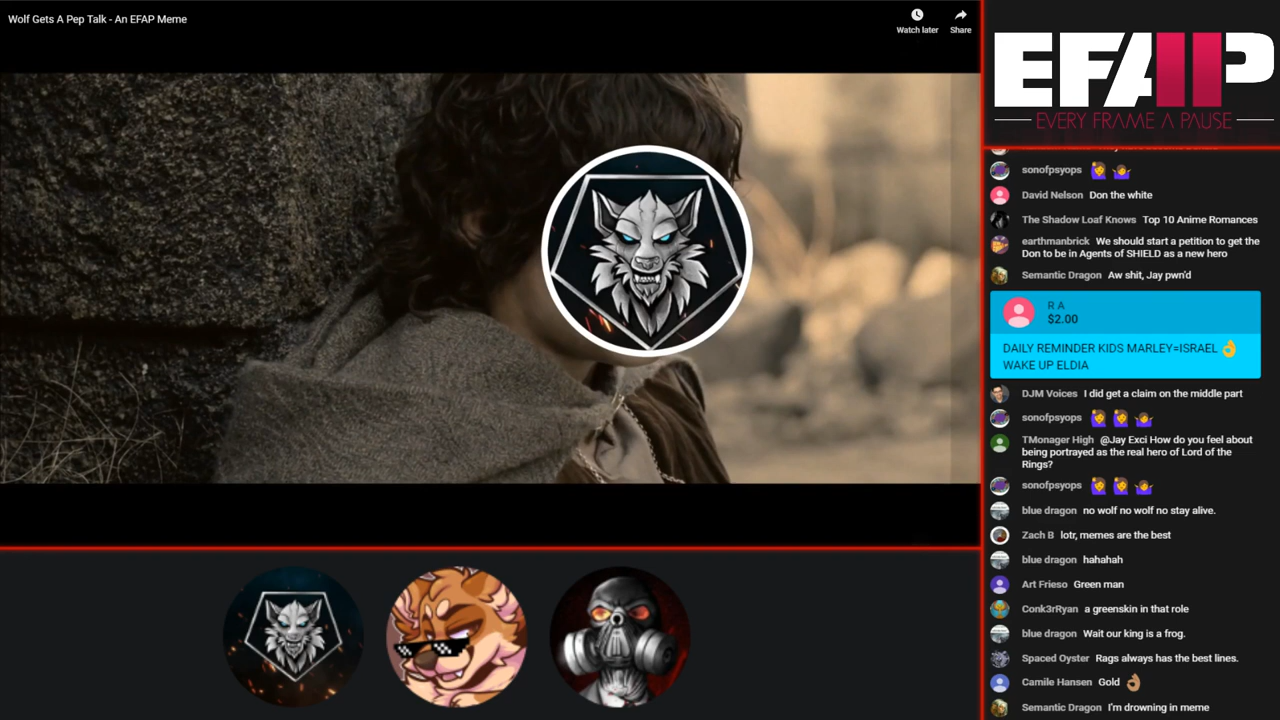 Wolf Gets A Pep Talk - An EFAP Meme
Watch later
Share
EFAP
EVERY FRAME A PAUSE
sonofpsyops
David Nelson Don the white
The Shadow Loaf Knows Top 10 Anime Romances
earthmanbrick We should start a petition to get the
Don to be in Agents of SHIELD as a new hero
Semantic Dragon Aw shit, Jay pwn'd
R A
$2.00
DAILY REMINDER KIDS MARLEY=ISRAEL 👌
WAKE UP ELDIA
DJM Voices I did get a claim on the middle part
sonofpsyops
TMonager High @Jay Exci How do you feel about
being portrayed as the real hero of Lord of the
Rings?
sonofpsyops
blue dragon no wolf no wolf no stay alive.
Zach B lotr, memes are the best
blue dragon hahahah
Art Frieso Green man
Conk3rRyan a greenskin in that role
blue dragon Wait our king is a frog.
Spaced Oyster Rags always has the best lines.
Camile Hansen Gold 👌🏽
Semantic Dragon I'm drowning in meme